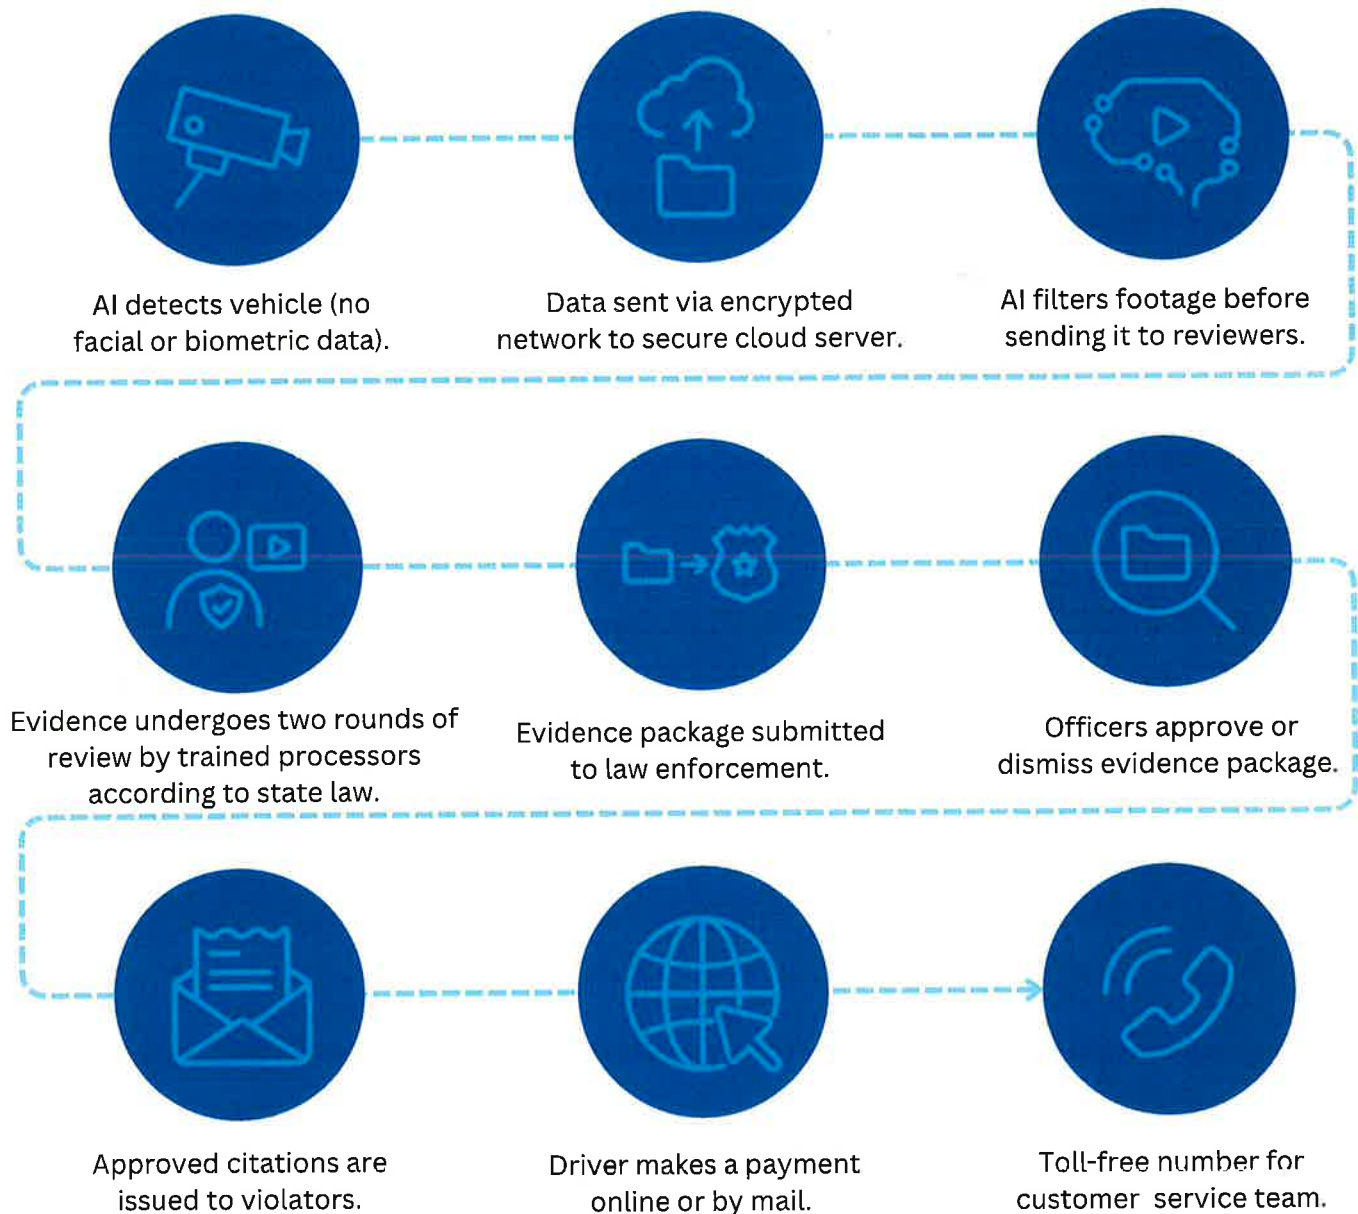 AI detects vehicle (no
facial or biometric data).
Data sent via encrypted
network to secure cloud server.
AI filters footage before
sending it to reviewers.
Evidence undergoes two rounds of
review by trained processors
according to state law.
Evidence package submitted
to law enforcement.
Officers approve or
dismiss evidence package.
Approved citations are
issued to violators.
Driver makes a payment
online or by mail.
Toll-free number for
customer service team.